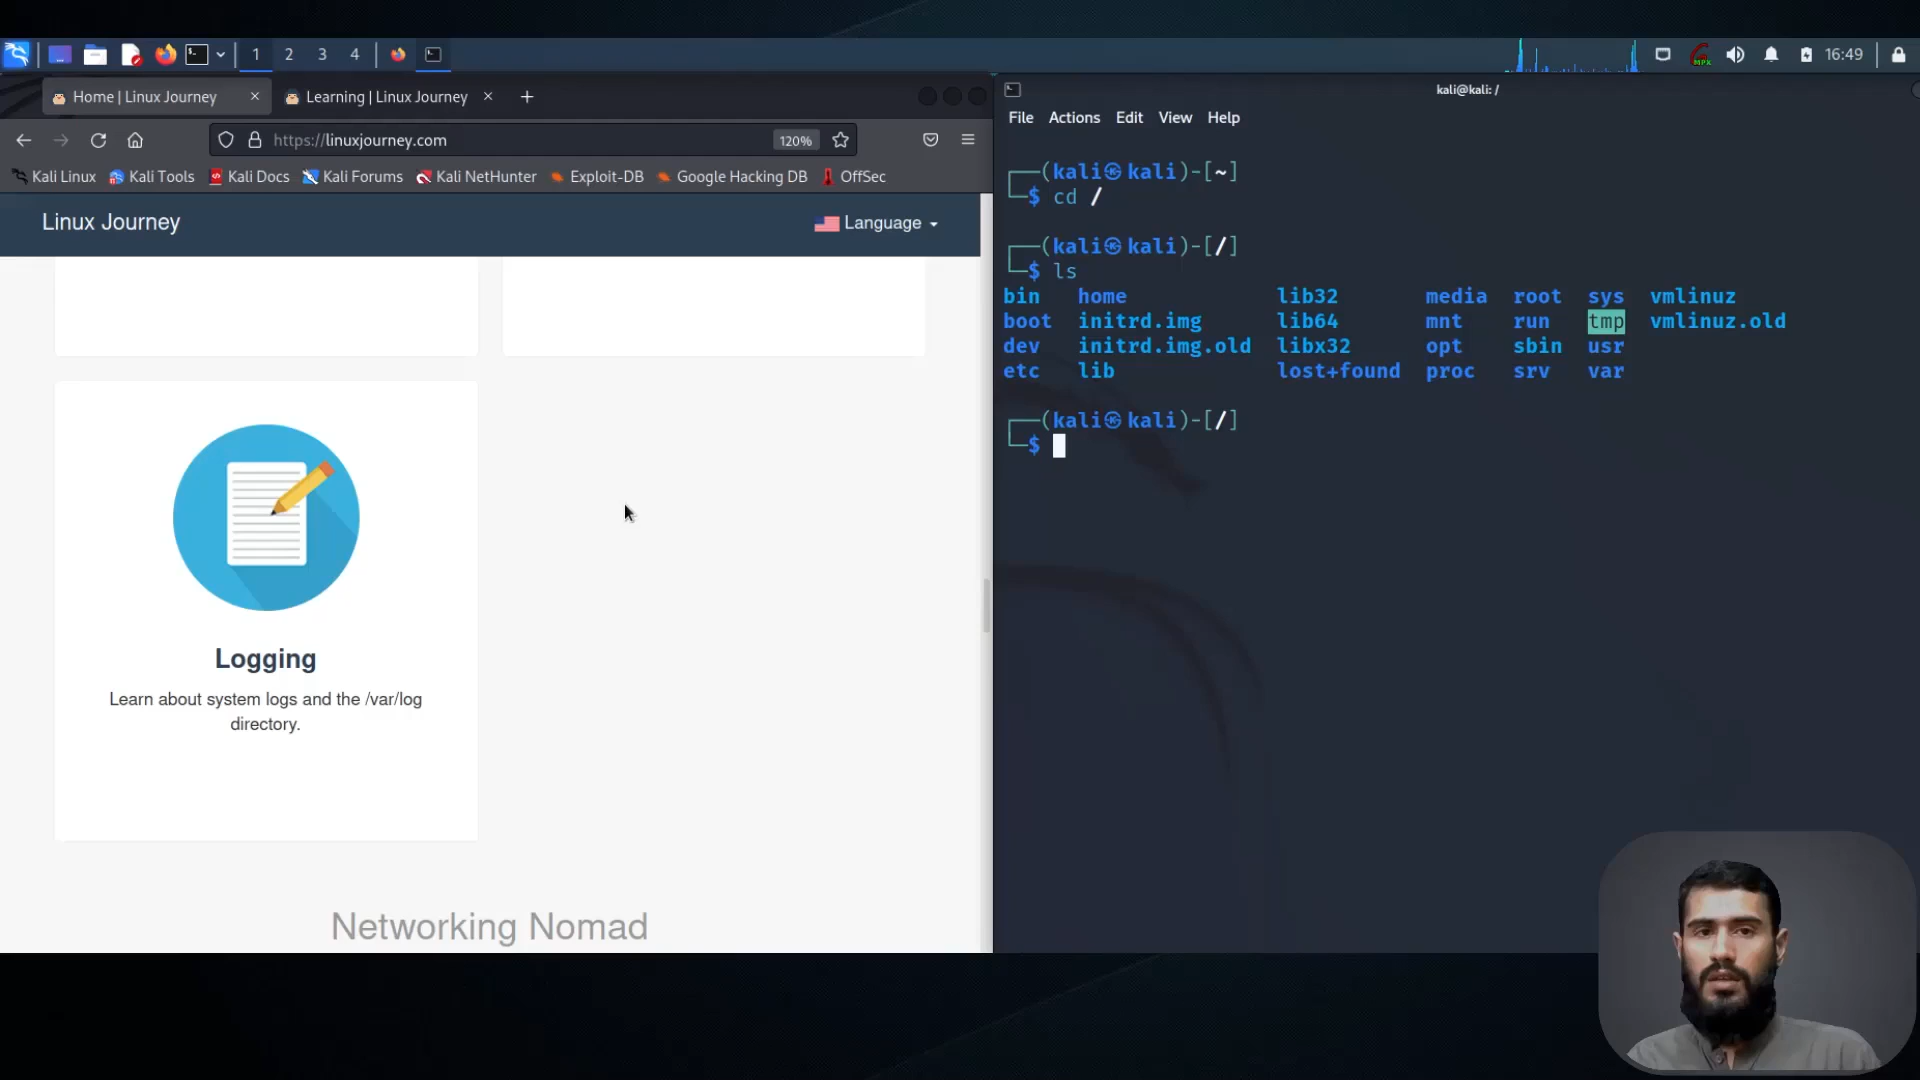 1 2 3 4
16:49
Home | Linux Journey
Learning | Linux Journey
https://linuxjourney.com
120%
Kali Linux Kali Tools Kali Docs Kali Forums Kali NetHunter Exploit-DB Google Hacking DB OffSec
Linux Journey
Language
Logging
Learn about system logs and the /var/log
directory.
Networking Nomad
kali@kali: /
File Actions Edit View Help
┌──(kali㉿kali)-[~]
└─$ cd /
┌──(kali㉿kali)-[/]
└─$ ls
bin home lib32 media root sys vmlinuz
boot initrd.img lib64 mnt run tmp vmlinuz.old
dev initrd.img.old libx32 opt sbin usr
etc lib lost+found proc srv var
┌──(kali㉿kali)-[/]
└─$